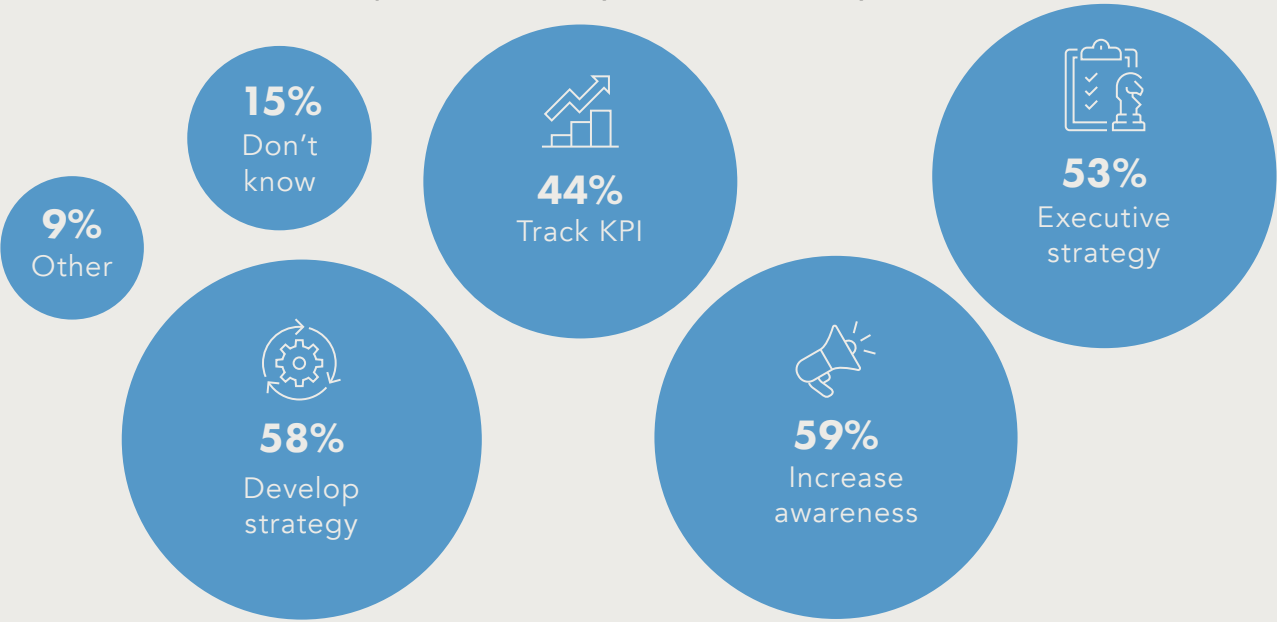 15%
Don't
know
9%
Other
44%
Track KPI
53%
Executive
strategy
58%
Develop
strategy
59%
Increase
awareness